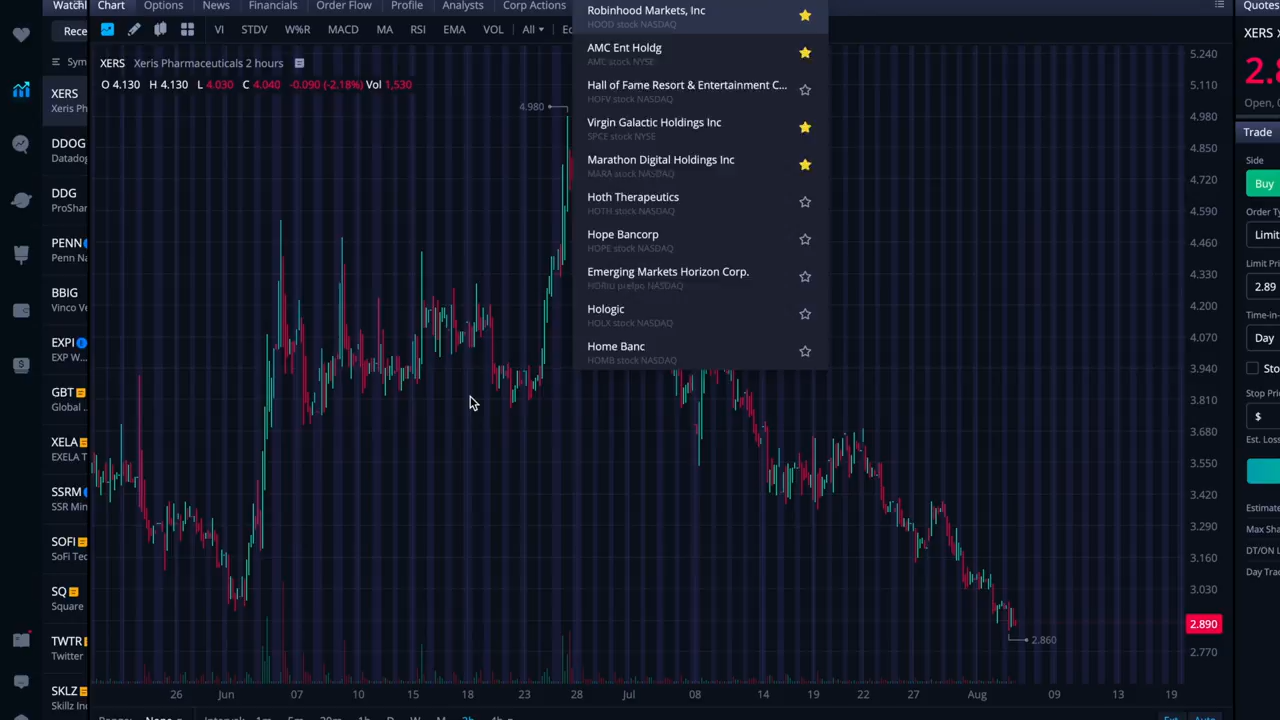 Chart Options News Financials Order Flow Profile Analysts Corp Actions
VI STDV W%R MACD MA RSI EMA VOL All
XERS Xeris Pharmaceuticals 2 hours
O 4.130 H 4.130 L 4.030 C 4.040 -0.090 (-2.18%) Vol 1,530
Robinhood Markets, Inc
HOOD stock NASDAQ
AMC Ent Holdg
AMC stock NYSE
Hall of Fame Resort & Entertainment C...
HOFV stock NASDAQ
Virgin Galactic Holdings Inc
SPCE stock NYSE
Marathon Digital Holdings Inc
MARA stock NASDAQ
Hoth Therapeutics
HOTH stock NASDAQ
Hope Bancorp
HOPE stock NASDAQ
Emerging Markets Horizon Corp.
HORIU preipo NASDAQ
Hologic
HOLX stock NASDAQ
Home Banc
HOMB stock NASDAQ
Rece
Sym
XERS
Xeris Ph
DDOG
Datadog
DDG
ProShar
PENN
Penn Na
BBIG
Vinco Ve
EXPI
EXP W...
GBT
Global ...
XELA
EXELA T
SSRM
SSR Min
SOFI
SoFi Tec
SQ
Square
TWTR
Twitter
SKLZ
Skillz In
4.980
2.860
5.240
5.110
4.980
4.850
4.720
4.590
4.460
4.330
4.200
4.070
3.940
3.810
3.680
3.550
3.420
3.290
3.160
3.030
2.890
2.770
26 Jun 07 10 15 18 23 28 Jul 08 14 19 22 27 Aug 09 13 19
Quotes
XERS
2.8
Open,
Trade
Side
Buy
Order Ty
Limit
Limit Pri
2.89
Time-in-
Day
Sto
Stop Pric
$
Est. Loss
Estimate
Max Sha
DT/ON L
Day Trad